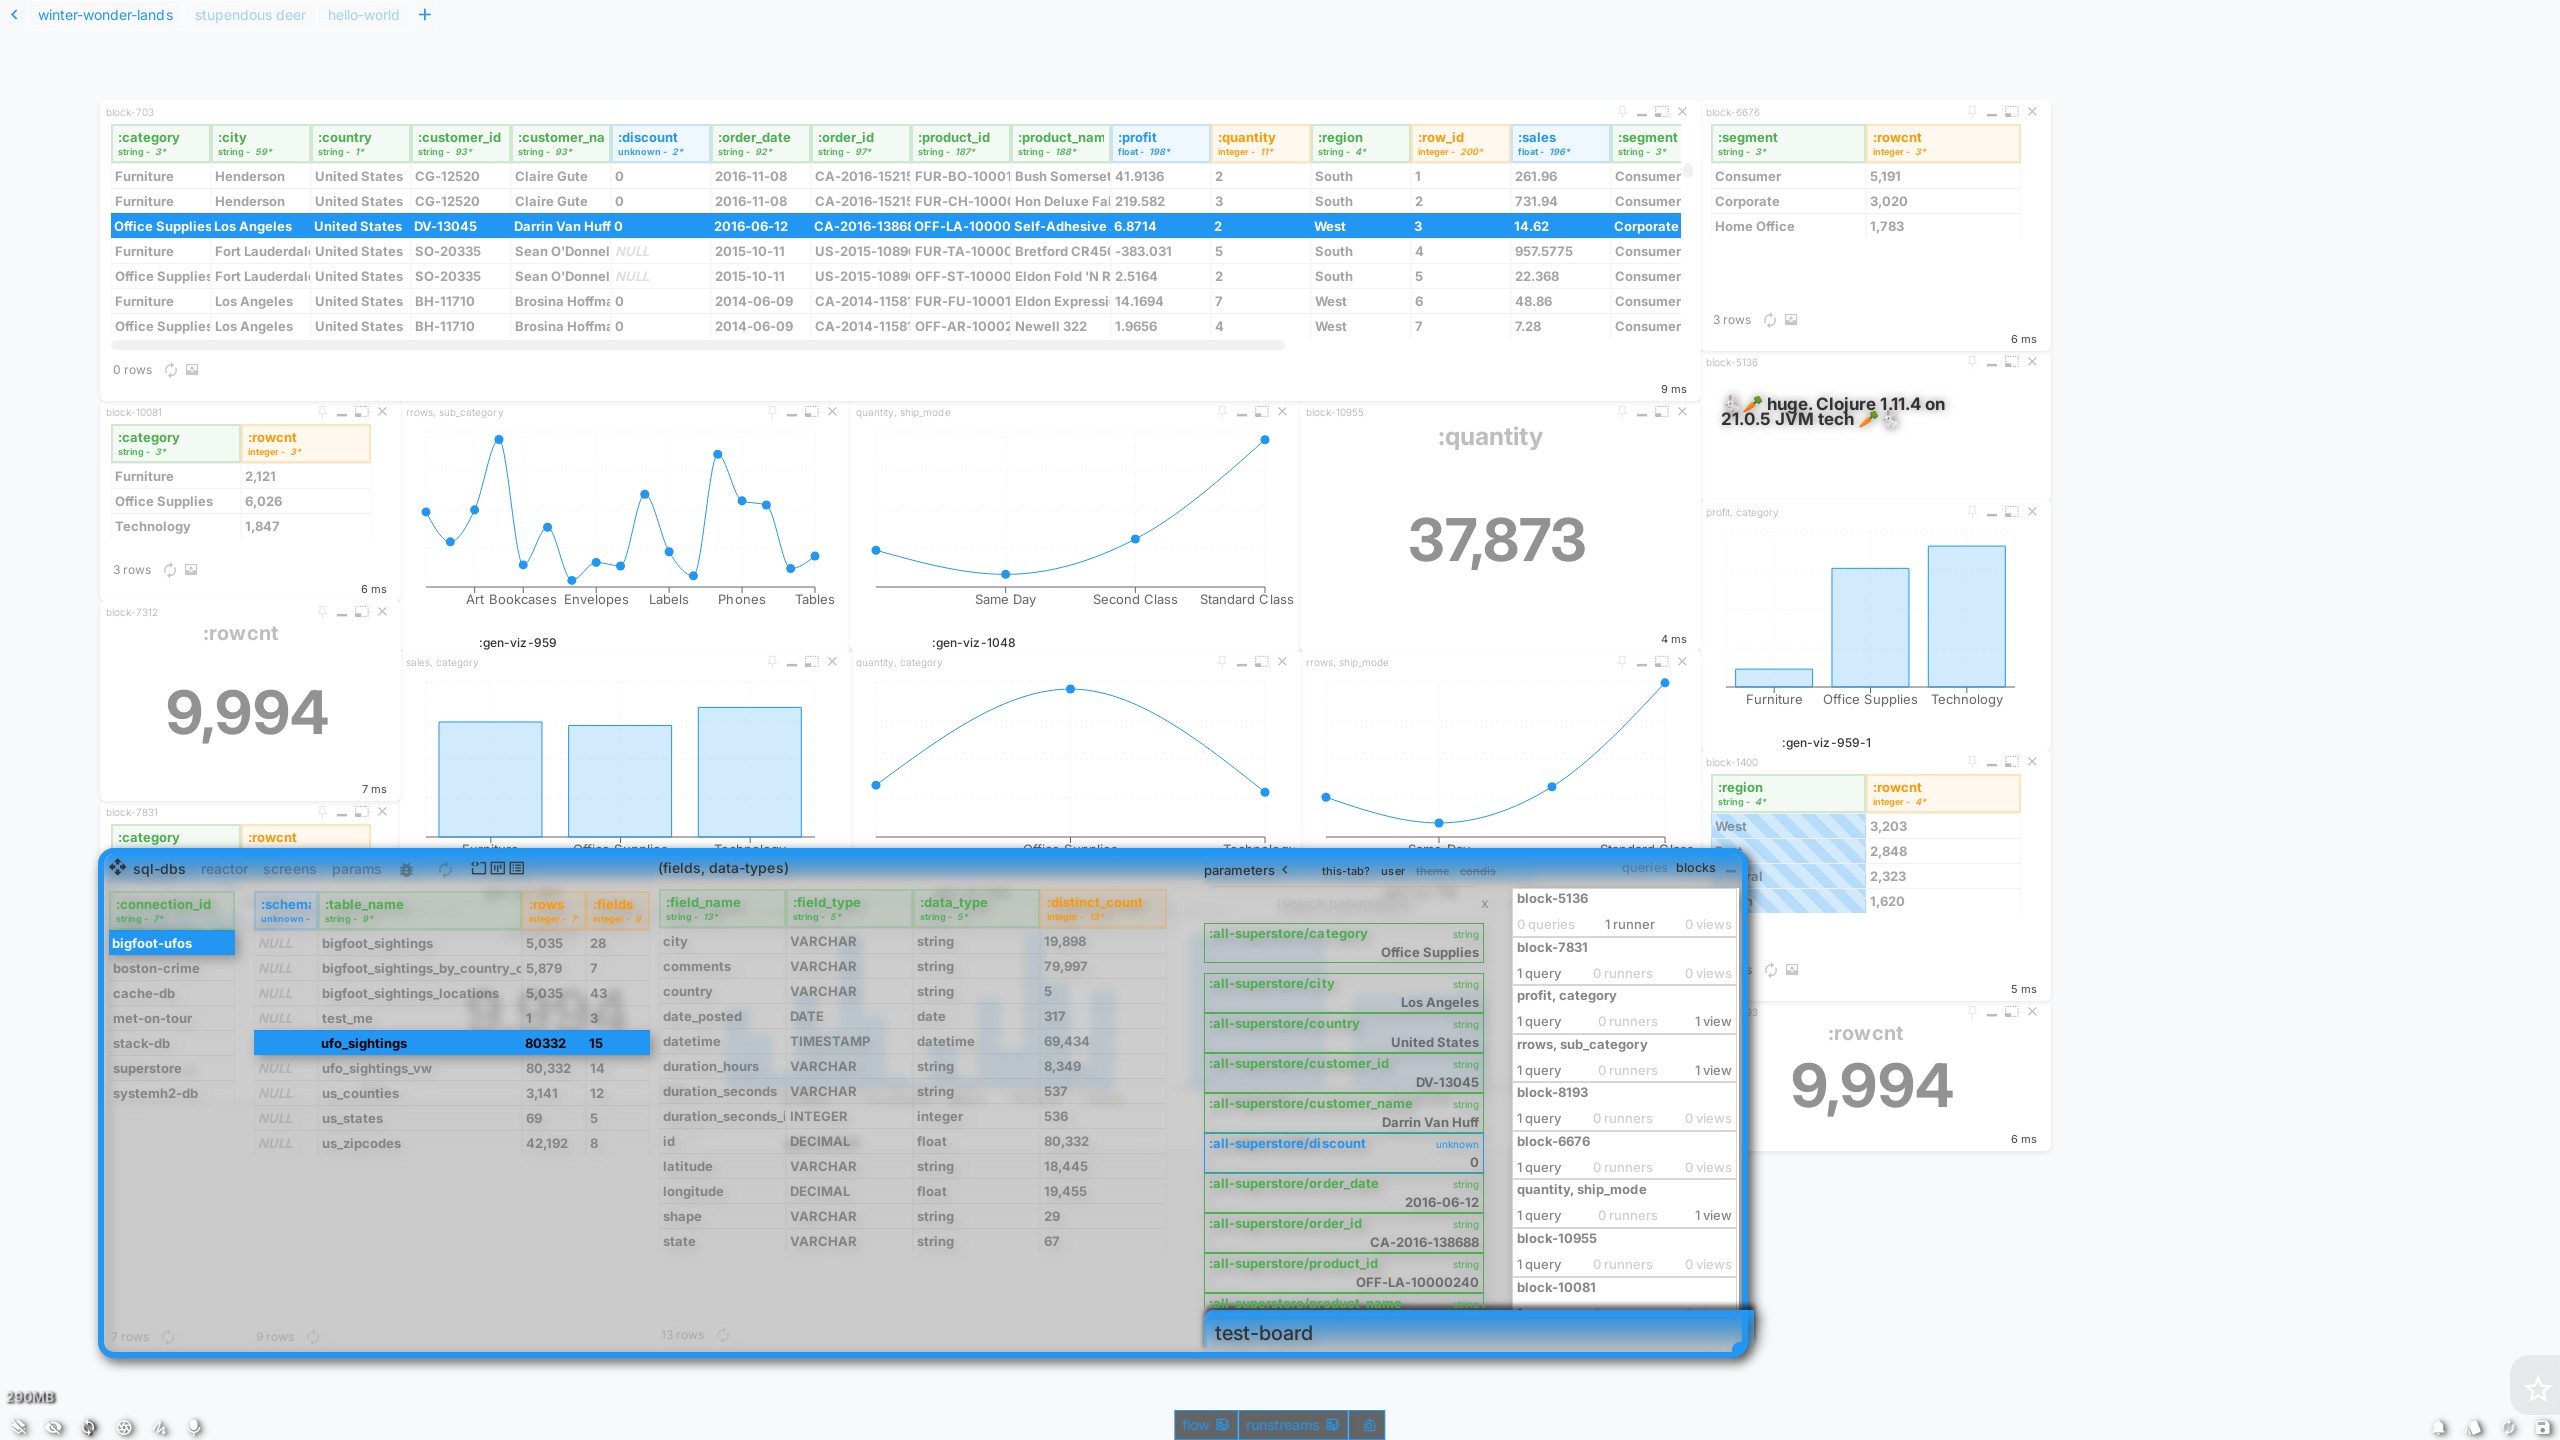 winter-wonder-lands stupendous deer hello-world +
block-703
:category :city :country :customer_id :customer_na :discount :order_date :order_id :product_id :product_nam :profit :quantity :region :row_id :sales :segment
string - 3* string - 59* string - 1* string - 93* string - 93* unknown - 2* string - 92* string - 97* string - 187* string - 188* float - 198* integer - 11* string - 4* integer - 200* float - 196* string - 3*
Furniture Henderson United States CG-12520 Claire Gute 0 2016-11-08 CA-2016-1521 FUR-BO-1000 Bush Somerset 41.9136 2 South 1 261.96 Consumer
Furniture Henderson United States CG-12520 Claire Gute 0 2016-11-08 CA-2016-1521 FUR-CH-1000 Hon Deluxe Fa 219.582 3 South 2 731.94 Consumer
Office Supplies Los Angeles United States DV-13045 Darrin Van Huff 0 2016-06-12 CA-2016-1386 OFF-LA-10000 Self-Adhesive 6.8714 2 West 3 14.62 Corporate
Furniture Fort Lauderdal United States SO-20335 Sean O'Donnel NULL 2015-10-11 US-2015-1089 FUR-TA-1000 Bretford CR45 -383.031 5 South 4 957.5775 Consumer
Office Supplies Fort Lauderdal United States SO-20335 Sean O'Donnel NULL 2015-10-11 US-2015-1089 OFF-ST-10000 Eldon Fold 'N R 2.5164 2 South 5 22.368 Consumer
Furniture Los Angeles United States BH-11710 Brosina Hoffma 0 2014-06-09 CA-2014-1158 FUR-FU-1000 Eldon Expressi 14.1694 7 West 6 48.86 Consumer
Office Supplies Los Angeles United States BH-11710 Brosina Hoffma 0 2014-06-09 CA-2014-1158 OFF-AR-10002 Newell 322 1.9656 4 West 7 7.28 Consumer
0 rows
9 ms
block-6676
:segment :rowcnt
string - 3* integer - 3*
Consumer 5,191
Corporate 3,020
Home Office 1,783
3 rows
6 ms
block-5136
🐇🥕 huge. Clojure 1.11.4 on
21.0.5 JVM tech 🥕🐇
block-10081
:category :rowcnt
string - 3* integer - 3*
Furniture 2,121
Office Supplies 6,026
Technology 1,847
3 rows
6 ms
rrows, sub_category
Art Bookcases Envelopes Labels Phones Tables
:gen-viz-959
quantity, ship_mode
Same Day Second Class Standard Class
:gen-viz-1048
block-10955
:quantity
37,873
4 ms
profit, category
Furniture Office Supplies Technology
:gen-viz-959-1
block-7312
:rowcnt
9,994
7 ms
sales, category
Furniture Office Supplies Technology
quantity, category
Office Supplies Technology
rrows, ship_mode
Same Day Standard Class
block-1400
:region :rowcnt
string - 4* integer - 4*
West 3,203
2,848
2,323
1,620
5 ms
:rowcnt
9,994
6 ms
block-7831
:category :rowcnt
sql-dbs reactor screens params
:connection_id
string - 7*
bigfoot-ufos
boston-crime
cache-db
met-on-tour
stack-db
superstore
systemh2-db
7 rows
:schema :table_name :rows :fields
unknown - string - 9* integer - 7 integer - 9
NULL bigfoot_sightings 5,035 28
NULL bigfoot_sightings_by_country_c 5,879 7
NULL bigfoot_sightings_locations 5,035 43
NULL test_me 1 3
ufo_sightings 80332 15
NULL ufo_sightings_vw 80,332 14
NULL us_counties 3,141 12
NULL us_states 69 5
NULL us_zipcodes 42,192 8
9 rows
(fields, data-types)
:field_name :field_type :data_type :distinct_count
string - 13* string - 5* string - 5* integer - 13*
city VARCHAR string 19,898
comments VARCHAR string 79,997
country VARCHAR string 5
date_posted DATE date 317
datetime TIMESTAMP datetime 69,434
duration_hours VARCHAR string 8,349
duration_seconds VARCHAR string 537
duration_seconds_i INTEGER integer 536
id DECIMAL float 80,332
latitude VARCHAR string 18,445
longitude DECIMAL float 19,455
shape VARCHAR string 29
state VARCHAR string 67
13 rows
parameters this-tab? user theme condis
x
:all-superstore/category string
Office Supplies
:all-superstore/city string
Los Angeles
:all-superstore/country string
United States
:all-superstore/customer_id string
DV-13045
:all-superstore/customer_name string
Darrin Van Huff
:all-superstore/discount unknown
0
:all-superstore/order_date string
2016-06-12
:all-superstore/order_id string
CA-2016-138688
:all-superstore/product_id string
OFF-LA-10000240
:all-superstore/product_name string
queries blocks
block-5136
0 queries 1 runner 0 views
block-7831
1 query 0 runners 0 views
profit, category
1 query 0 runners 1 view
rrows, sub_category
1 query 0 runners 1 view
block-8193
1 query 0 runners 0 views
block-6676
1 query 0 runners 0 views
quantity, ship_mode
1 query 0 runners 1 view
block-10955
1 query 0 runners 0 views
block-10081
test-board
290MB
flow runstreams